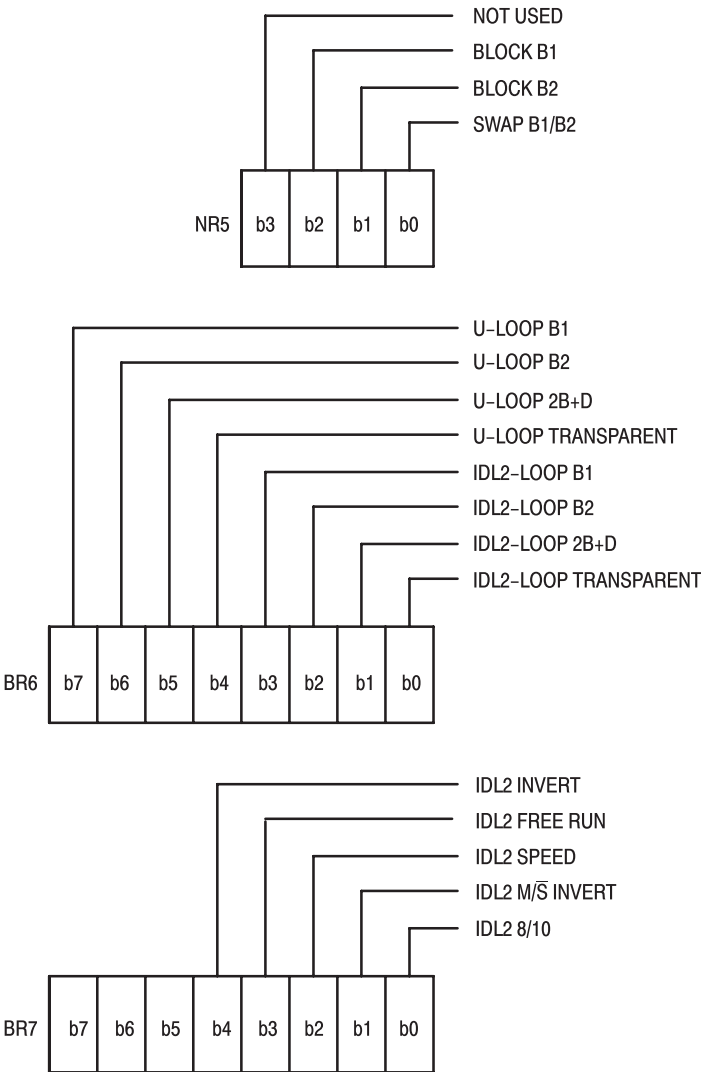 NOT USED
BLOCK B1
BLOCK B2
SWAP B1/B2
NR5 b3 b2 b1 b0
U–LOOP B1
U–LOOP B2
U–LOOP 2B+D
U–LOOP TRANSPARENT
IDL2–LOOP B1
IDL2–LOOP B2
IDL2–LOOP 2B+D
IDL2–LOOP TRANSPARENT
BR6 b7 b6 b5 b4 b3 b2 b1 b0
IDL2 INVERT
IDL2 FREE RUN
IDL2 SPEED
IDL2 M/S̅ INVERT
IDL2 8/10
BR7 b7 b6 b5 b4 b3 b2 b1 b0